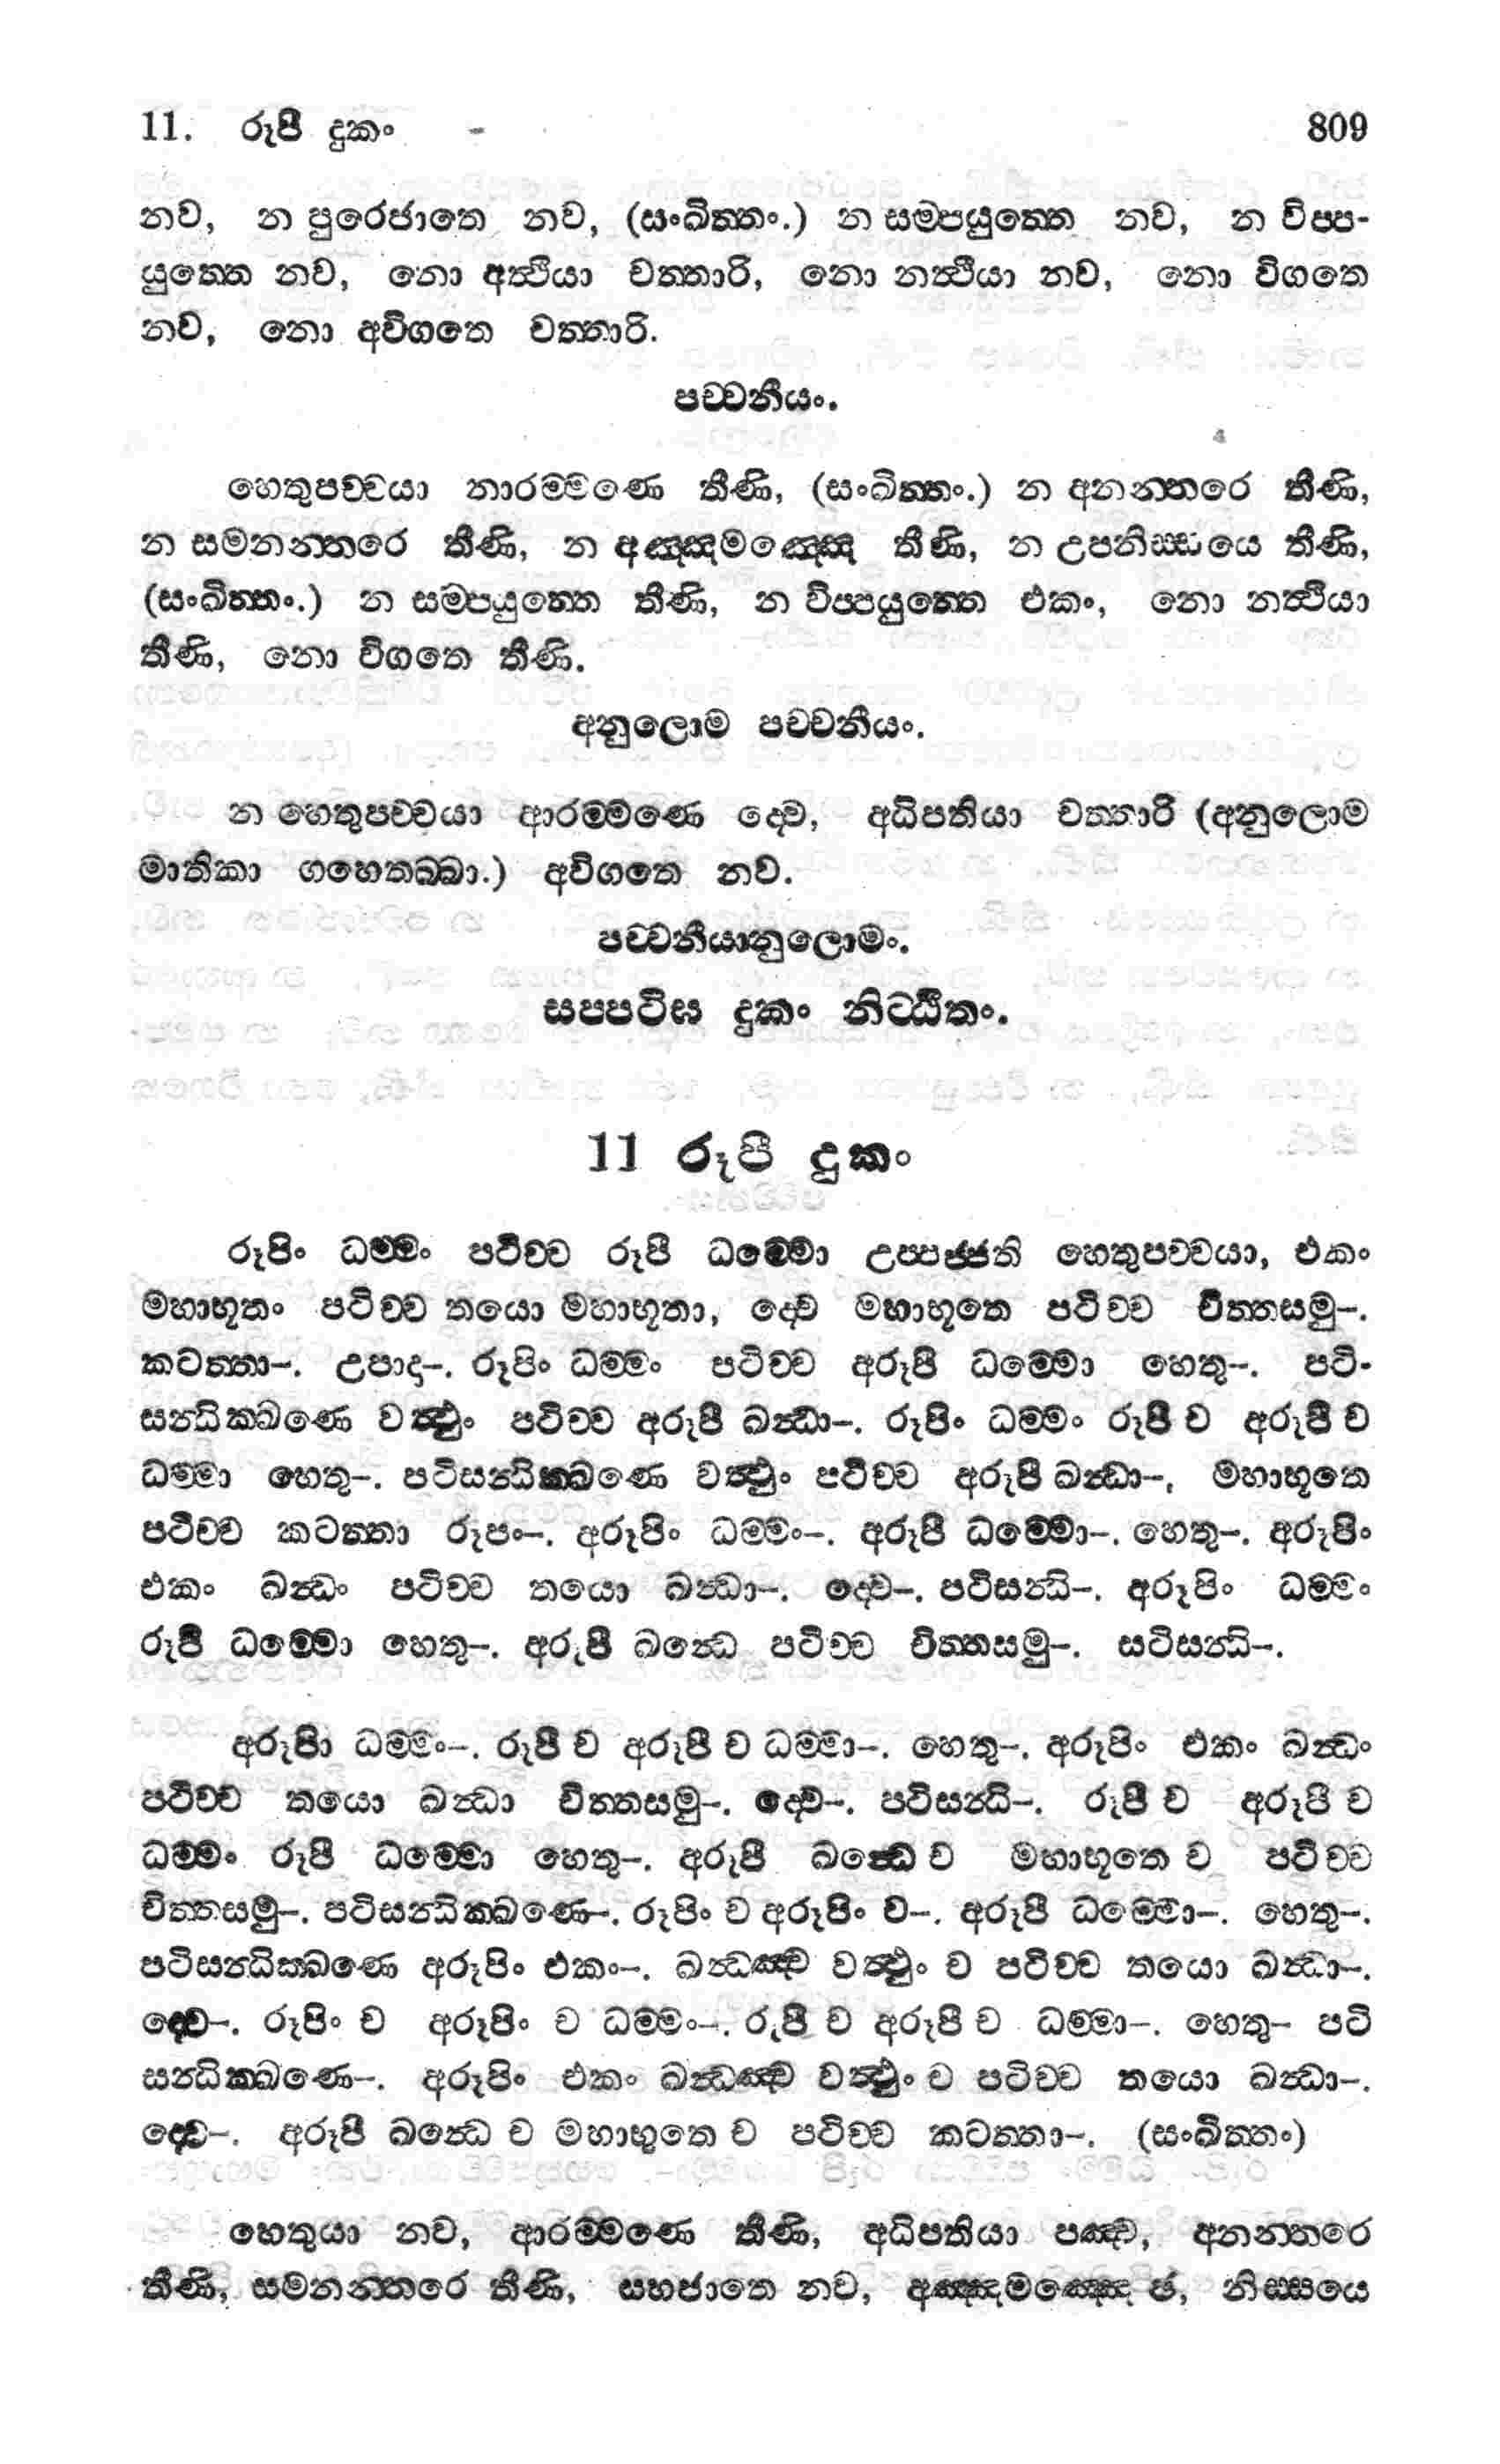 11. රූපී දුකං 809
නව, න පුරෙජාතෙ නව, (සංඛිත්තං.) න සම්පයුත්තෙ නව, න විප්ප-
යුත්තෙ නව, නො අත්ථියා චත්තාරි, නො නත්ථියා නව, නො විගතෙ
නව, නො අවිගතෙ චත්තාරි.
පච්චනීයං.
හෙතුපච්චයා නාරම්මණෙ තීණි, (සංඛිත්තං.) න අනන්තරෙ තීණි,
න සමනන්තරෙ තීණි, න අඤ්ඤමඤ්ඤෙ තීණි, න උපනිස්සයෙ තීණි,
(සංඛිත්තං.) න සම්පයුත්තෙ තීණි, න විප්පයුත්තෙ එකං, නො නත්ථියා
තීණි, නො විගතෙ තීණි.
අනුලොම පච්චනීයං.
න හෙතුපච්චයා ආරම්මණෙ ද්වෙ, අධිපතියා චත්තාරි (අනුලොම
මාතිකා ගහෙතබ්බා.) අවිගතෙ නව.
පච්චනීයානුලොමං.
සප්පටිඝ දුකං නිට්ඨිතං.
11 රූපී දුකං
රූපිං ධම්මං පටිච්ච රූපී ධම්මො උප්පජ්ජති හෙතුපච්චයා, එකං
මහාභූතං පටිච්ච තයො මහාභූතා, ද්වෙ මහාභූතෙ පටිච්ච චිත්තසමු-.
කටත්තා-. උපාදා-. රූපිං ධම්මං පටිච්ච අරූපී ධම්මො හෙතු-. පටි-
සන්ධික්ඛණෙ වත්ථුං පටිච්ච අරූපී ඛන්ධා-. රූපිං ධම්මං රූපී ච අරූපී ච
ධම්මා හෙතු-. පටිසන්ධික්ඛණෙ වත්ථුං පටිච්ච අරූපී ඛන්ධා-, මහාභූතෙ
පටිච්ච කටත්තා රූපං-. අරූපිං ධම්මං-. අරූපී ධම්මො-. හෙතු-. අරූපිං
එකං ඛන්ධං පටිච්ච තයො ඛන්ධා-. ද්වෙ-. පටිසන්ධි-. අරූපිං ධම්මං
රූපී ධම්මො හෙතු-. අරූපී ඛන්ධෙ පටිච්ච චිත්තසමු-. සටිසන්ධි-.
අරූපිා ධම්මං-. රූපී ච අරූපී ච ධම්මා-. හෙතු-. අරූපිං එකං ඛන්ධං
පටිච්ච තයො ඛන්ධා චිත්තසමු-. ද්වෙ-. පටිසන්ධි-. රූපී ච අරූපී ච
ධම්මං රූපී ධම්මො හෙතු-. අරූපී ඛන්ධෙ ච මහාභූතෙ ච පටිච්ච
චිත්තසමු-. පටිසන්ධික්ඛණෙ-. රූපිං ච අරූපිං ච-. අරූපී ධම්මො-. හෙතු-.
පටිසන්ධික්ඛණෙ අරූපිං එකං-. ඛන්ධඤ්ච වත්ථුං ච පටිච්ච තයො ඛන්ධා-.
ද්වෙ-. රූපිං ච අරූපිං ච ධම්මං-. රූපී ච අරූපී ච ධම්මා-. හෙතු- පටි
සන්ධික්ඛණෙ-. අරූපිං එකං ඛන්ධඤ්ච වත්ථුං ච පටිච්ච තයො ඛන්ධා-.
ද්වෙ-. අරූපී ඛන්ධෙ ච මහාභූතෙ ච පටිච්ච කටත්තා-. (සංඛිත්තං)
හෙතුයා නව, ආරම්මණෙ තීණි, අධිපතියා පඤ්ච, අනන්තරෙ
තීණි, සමනන්තරෙ තීණි, සහජාතෙ නව, අඤ්ඤමඤ්ඤෙ ඡ, නිස්සයෙ